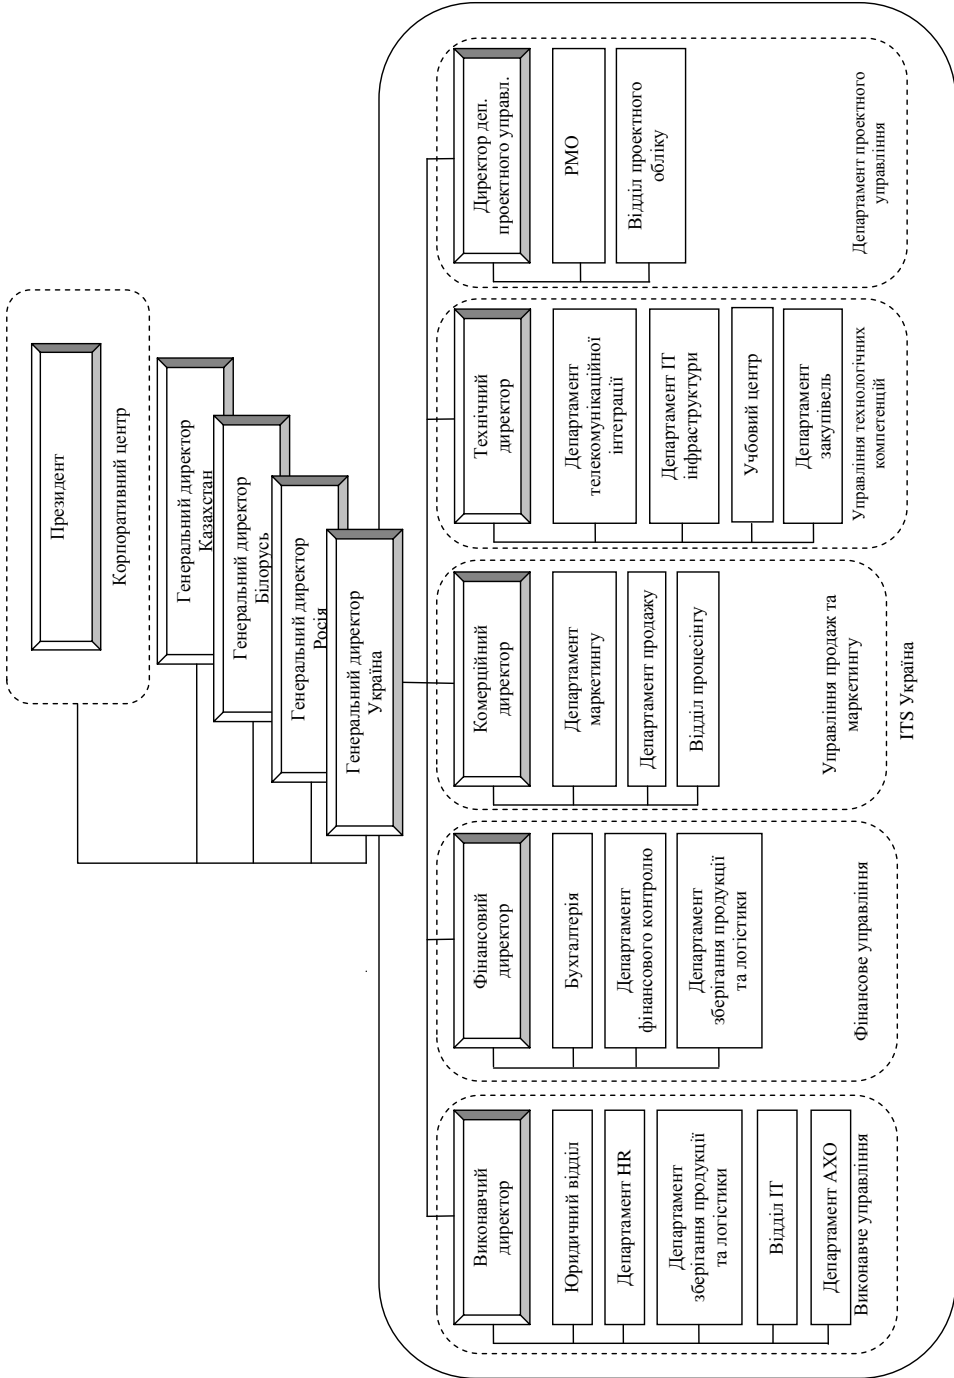 Президент
Корпоративний центр
Генеральний директор
Казахстан
Генеральний директор
Білорусь
Генеральний директор
Росія
Генеральний директор
Україна
Виконавчий
директор
Юридичний відділ
Департамент HR
Департамент
зберігання продукції
та логістики
Відділ ІТ
Департамент АХО
Виконавче управління
Фінансовий
директор
Бухгалтерія
Департамент
фінансового контролю
Департамент
зберігання продукції
та логістики
Фінансове управління
Комерційний
директор
Департамент
маркетингу
Департамент продажу
Відділ процесінгу
Управління продаж та
маркетингу
Технічний
директор
Департамент
телекомунікаційної
інтеграції
Департамент ІТ
інфраструктури
Учбовий центр
Департамент
закупівель
Управління технологічних
компетенцій
Директор деп.
проектного управл.
РМО
Відділ проектного
обліку
Департамент проектного
управління
ITS Україна